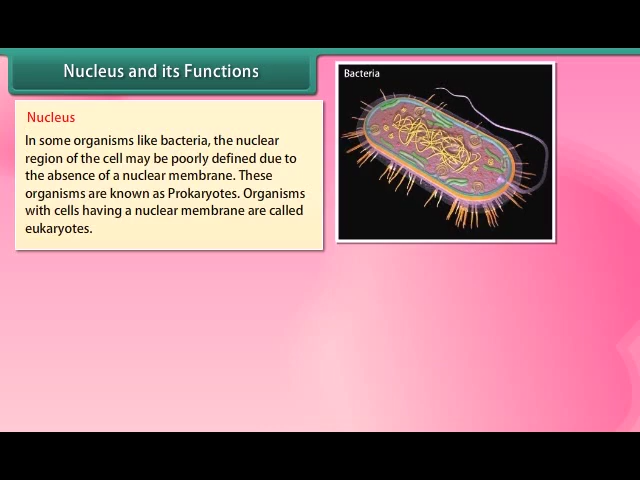 Nucleus and its Functions
Bacteria
Nucleus
In some organisms like bacteria, the nuclear
region of the cell may be poorly defined due to
the absence of a nuclear membrane. These
organisms are known as Prokaryotes. Organisms
with cells having a nuclear membrane are called
eukaryotes.